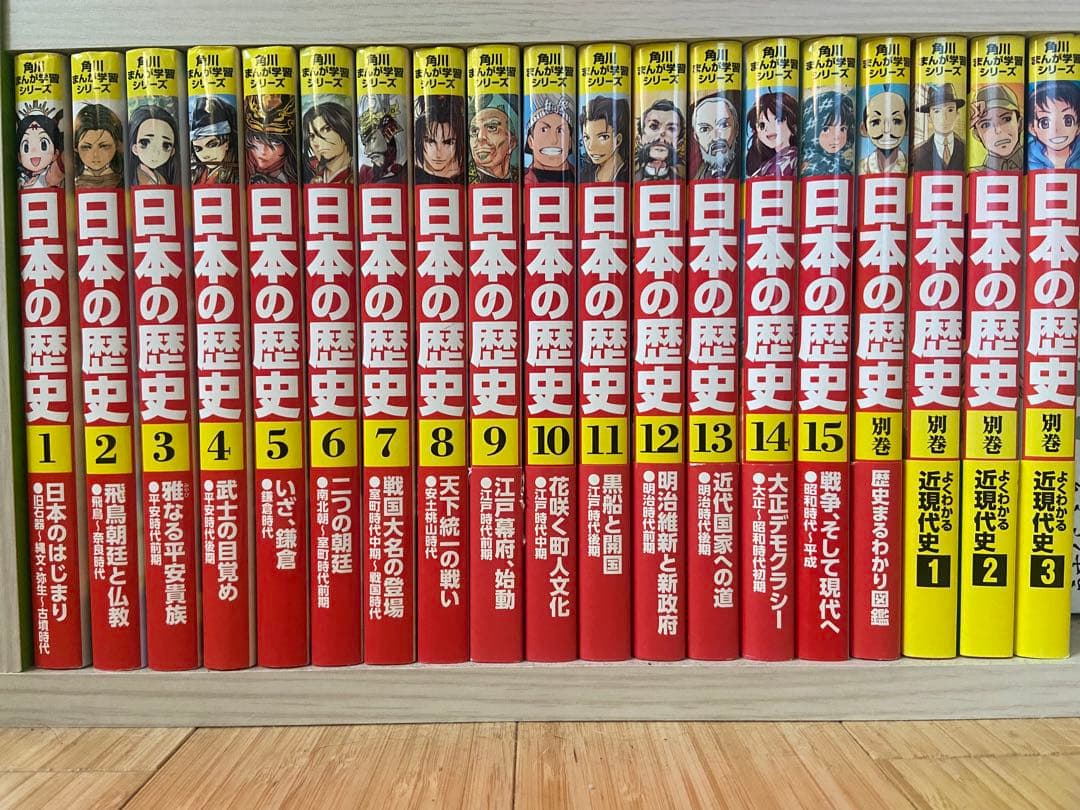 角川
まんが学習
シリーズ
日本の歴史
1
日本のはじまり
●旧石器～縄文・弥生～古墳時代
角川
まんが学習
シリーズ
日本の歴史
2
飛鳥朝廷と仏教
●飛鳥～奈良時代
角川
まんが学習
シリーズ
日本の歴史
3
雅なる平安貴族
みやび
●平安時代前期
角川
まんが学習
シリーズ
日本の歴史
4
武士の目覚め
●平安時代後期
角川
まんが学習
シリーズ
日本の歴史
5
いざ、鎌倉
●鎌倉時代
角川
まんが学習
シリーズ
日本の歴史
6
二つの朝廷
●南北朝～室町時代前期
角川
まんが学習
シリーズ
日本の歴史
7
戦国大名の登場
●室町時代中期～戦国時代
角川
まんが学習
シリーズ
日本の歴史
8
天下統一の戦い
●安土桃山時代
角川
まんが学習
シリーズ
日本の歴史
9
江戸幕府、始動
●江戸時代前期
角川
まんが学習
シリーズ
日本の歴史
10
花咲く町人文化
●江戸時代中期
角川
まんが学習
シリーズ
日本の歴史
11
黒船と開国
●江戸時代後期
角川
まんが学習
シリーズ
日本の歴史
12
明治維新と新政府
●明治時代前期
角川
まんが学習
シリーズ
日本の歴史
13
近代国家への道
●明治時代後期
角川
まんが学習
シリーズ
日本の歴史
14
大正デモクラシー
●大正～昭和時代初期
角川
まんが学習
シリーズ
日本の歴史
15
戦争、そして現代へ
●昭和時代～平成
角川
まんが学習
シリーズ
日本の歴史
別巻
歴史まるわかり図鑑
角川
まんが学習
シリーズ
日本の歴史
別巻
よくわかる
近現代史
1
角川
まんが学習
シリーズ
日本の歴史
別巻
よくわかる
近現代史
2
角川
まんが学習
シリーズ
日本の歴史
別巻
よくわかる
近現代史
3